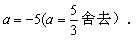 a = −5(a = 5/3 舍去) .